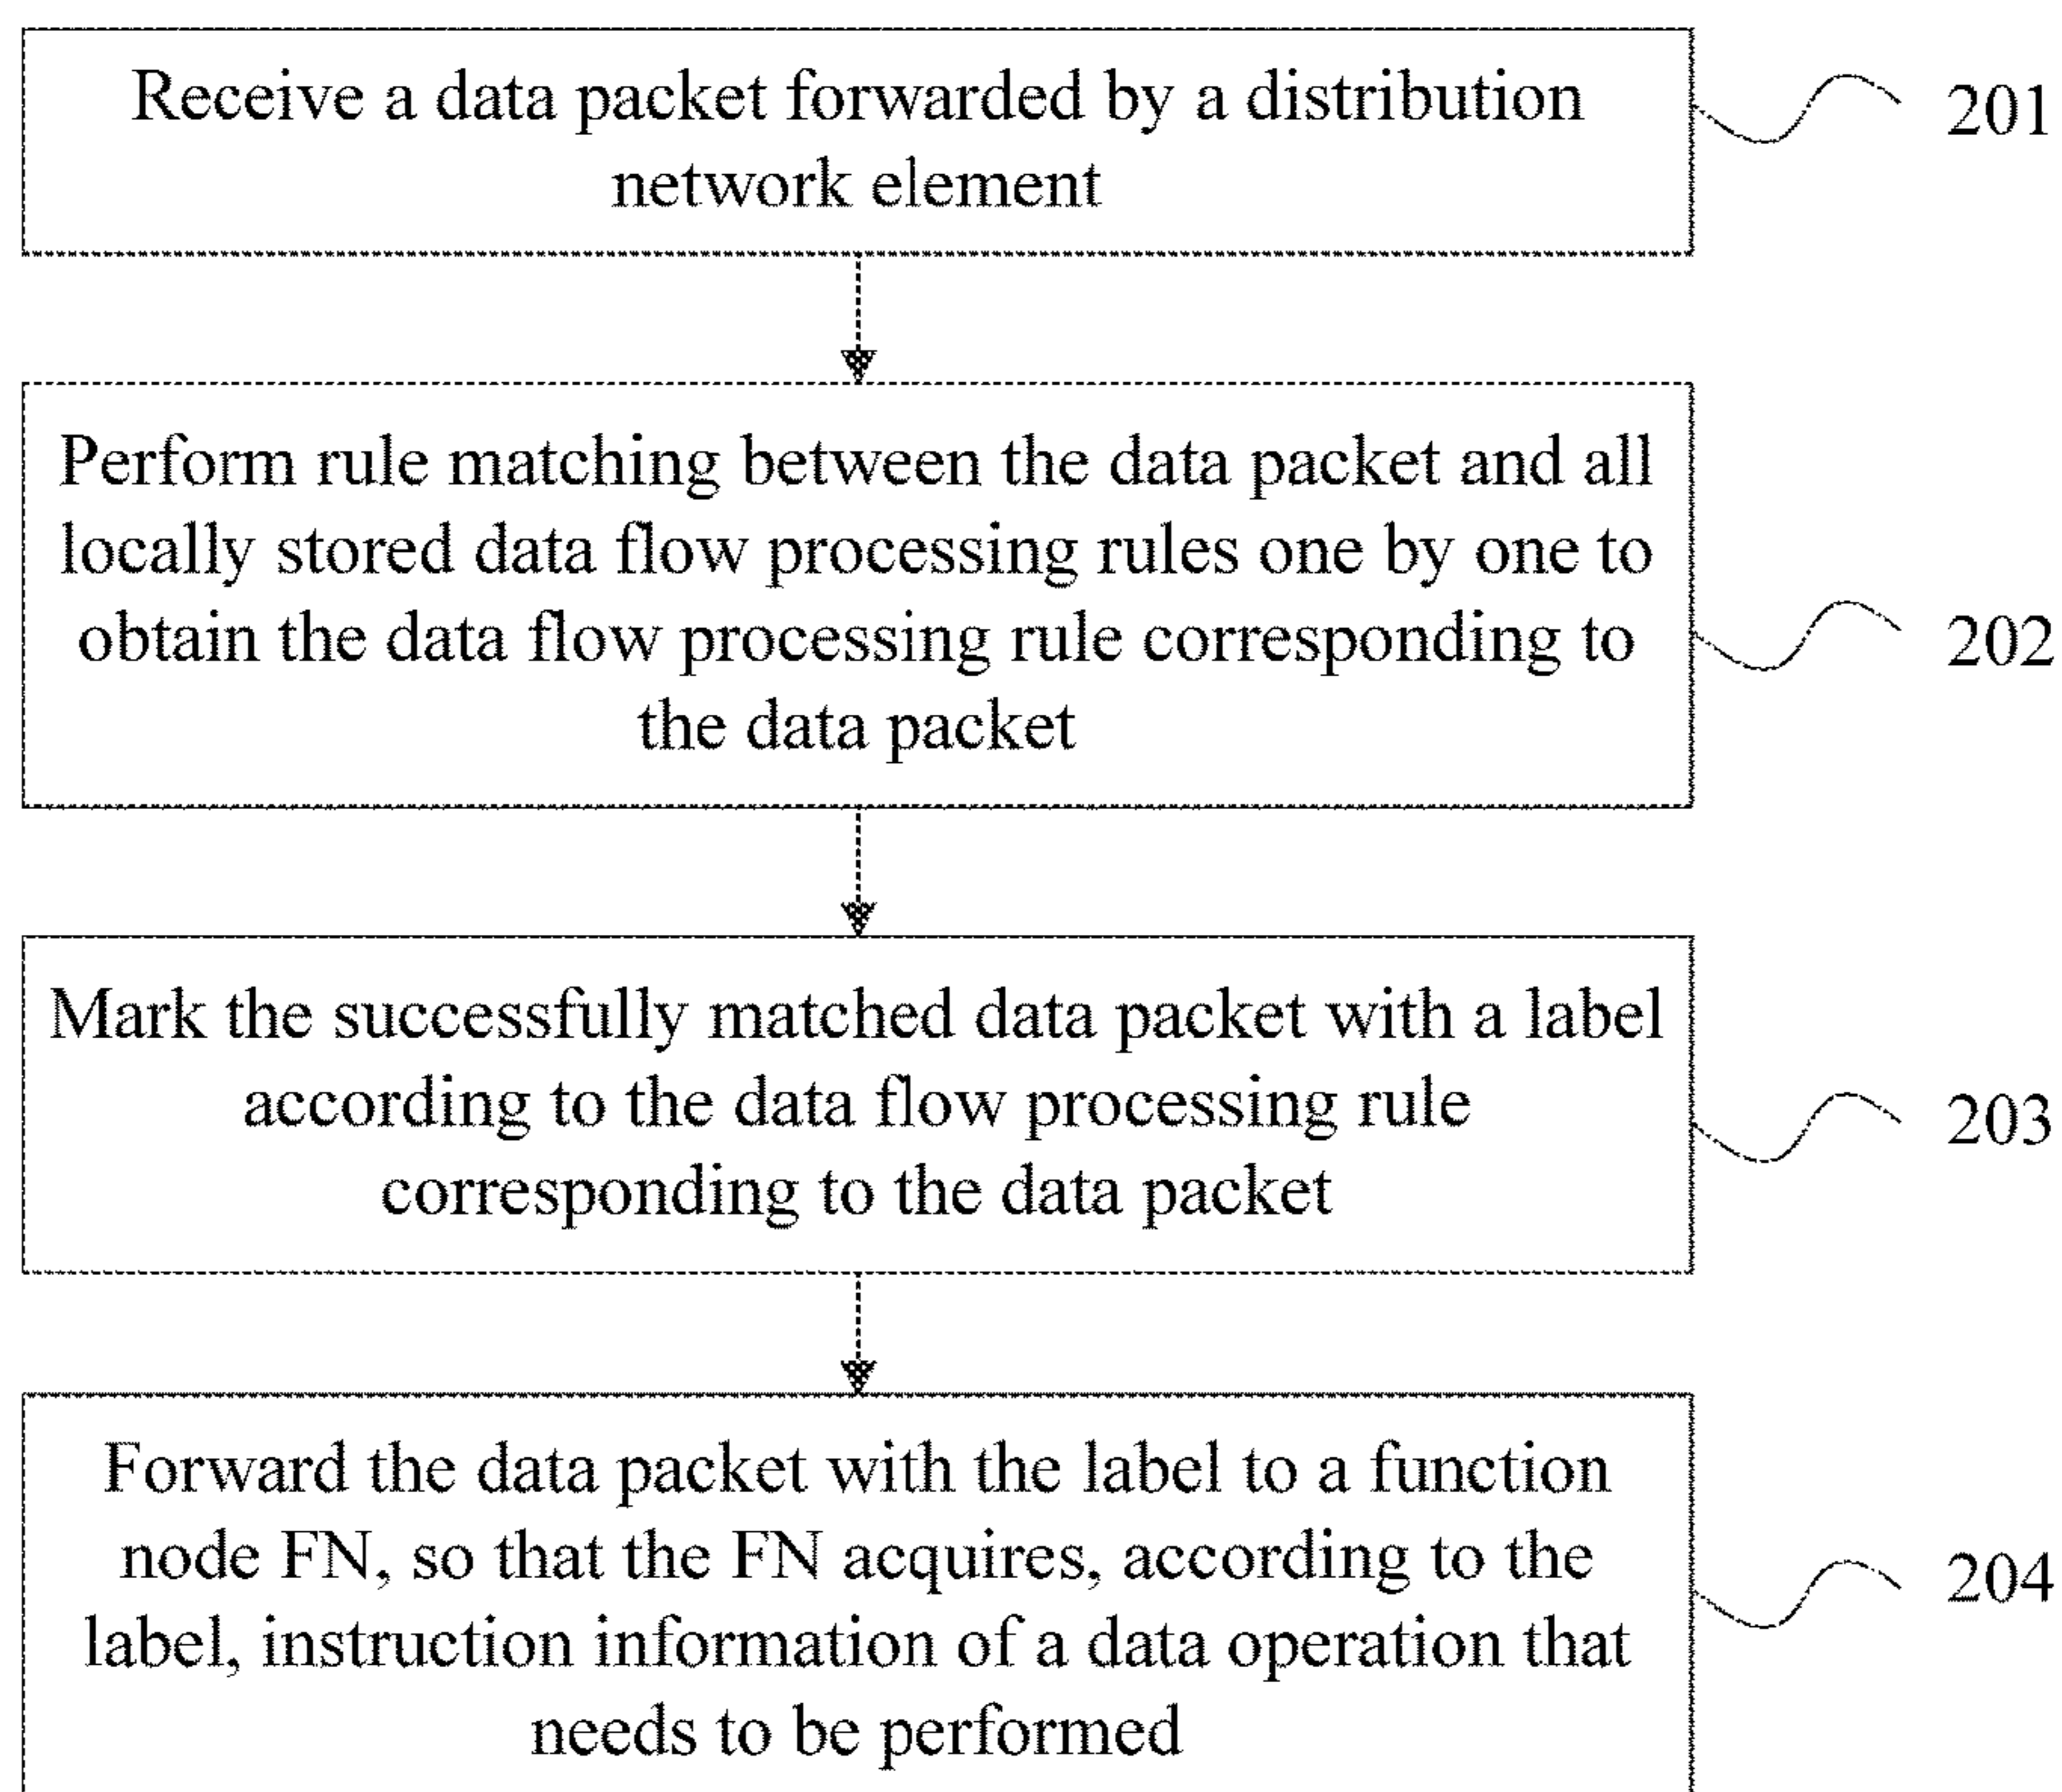 Receive a data packet forwarded by a distribution
network element
201
Perform rule matching between the data packet and all
locally stored data flow processing rules one by one to
obtain the data flow processing rule corresponding to
the data packet
202
Mark the successfully matched data packet with a label
according to the data flow processing rule
corresponding to the data packet
203
Forward the data packet with the label to a function
node FN, so that the FN acquires, according to the
label, instruction information of a data operation that
needs to be performed
204